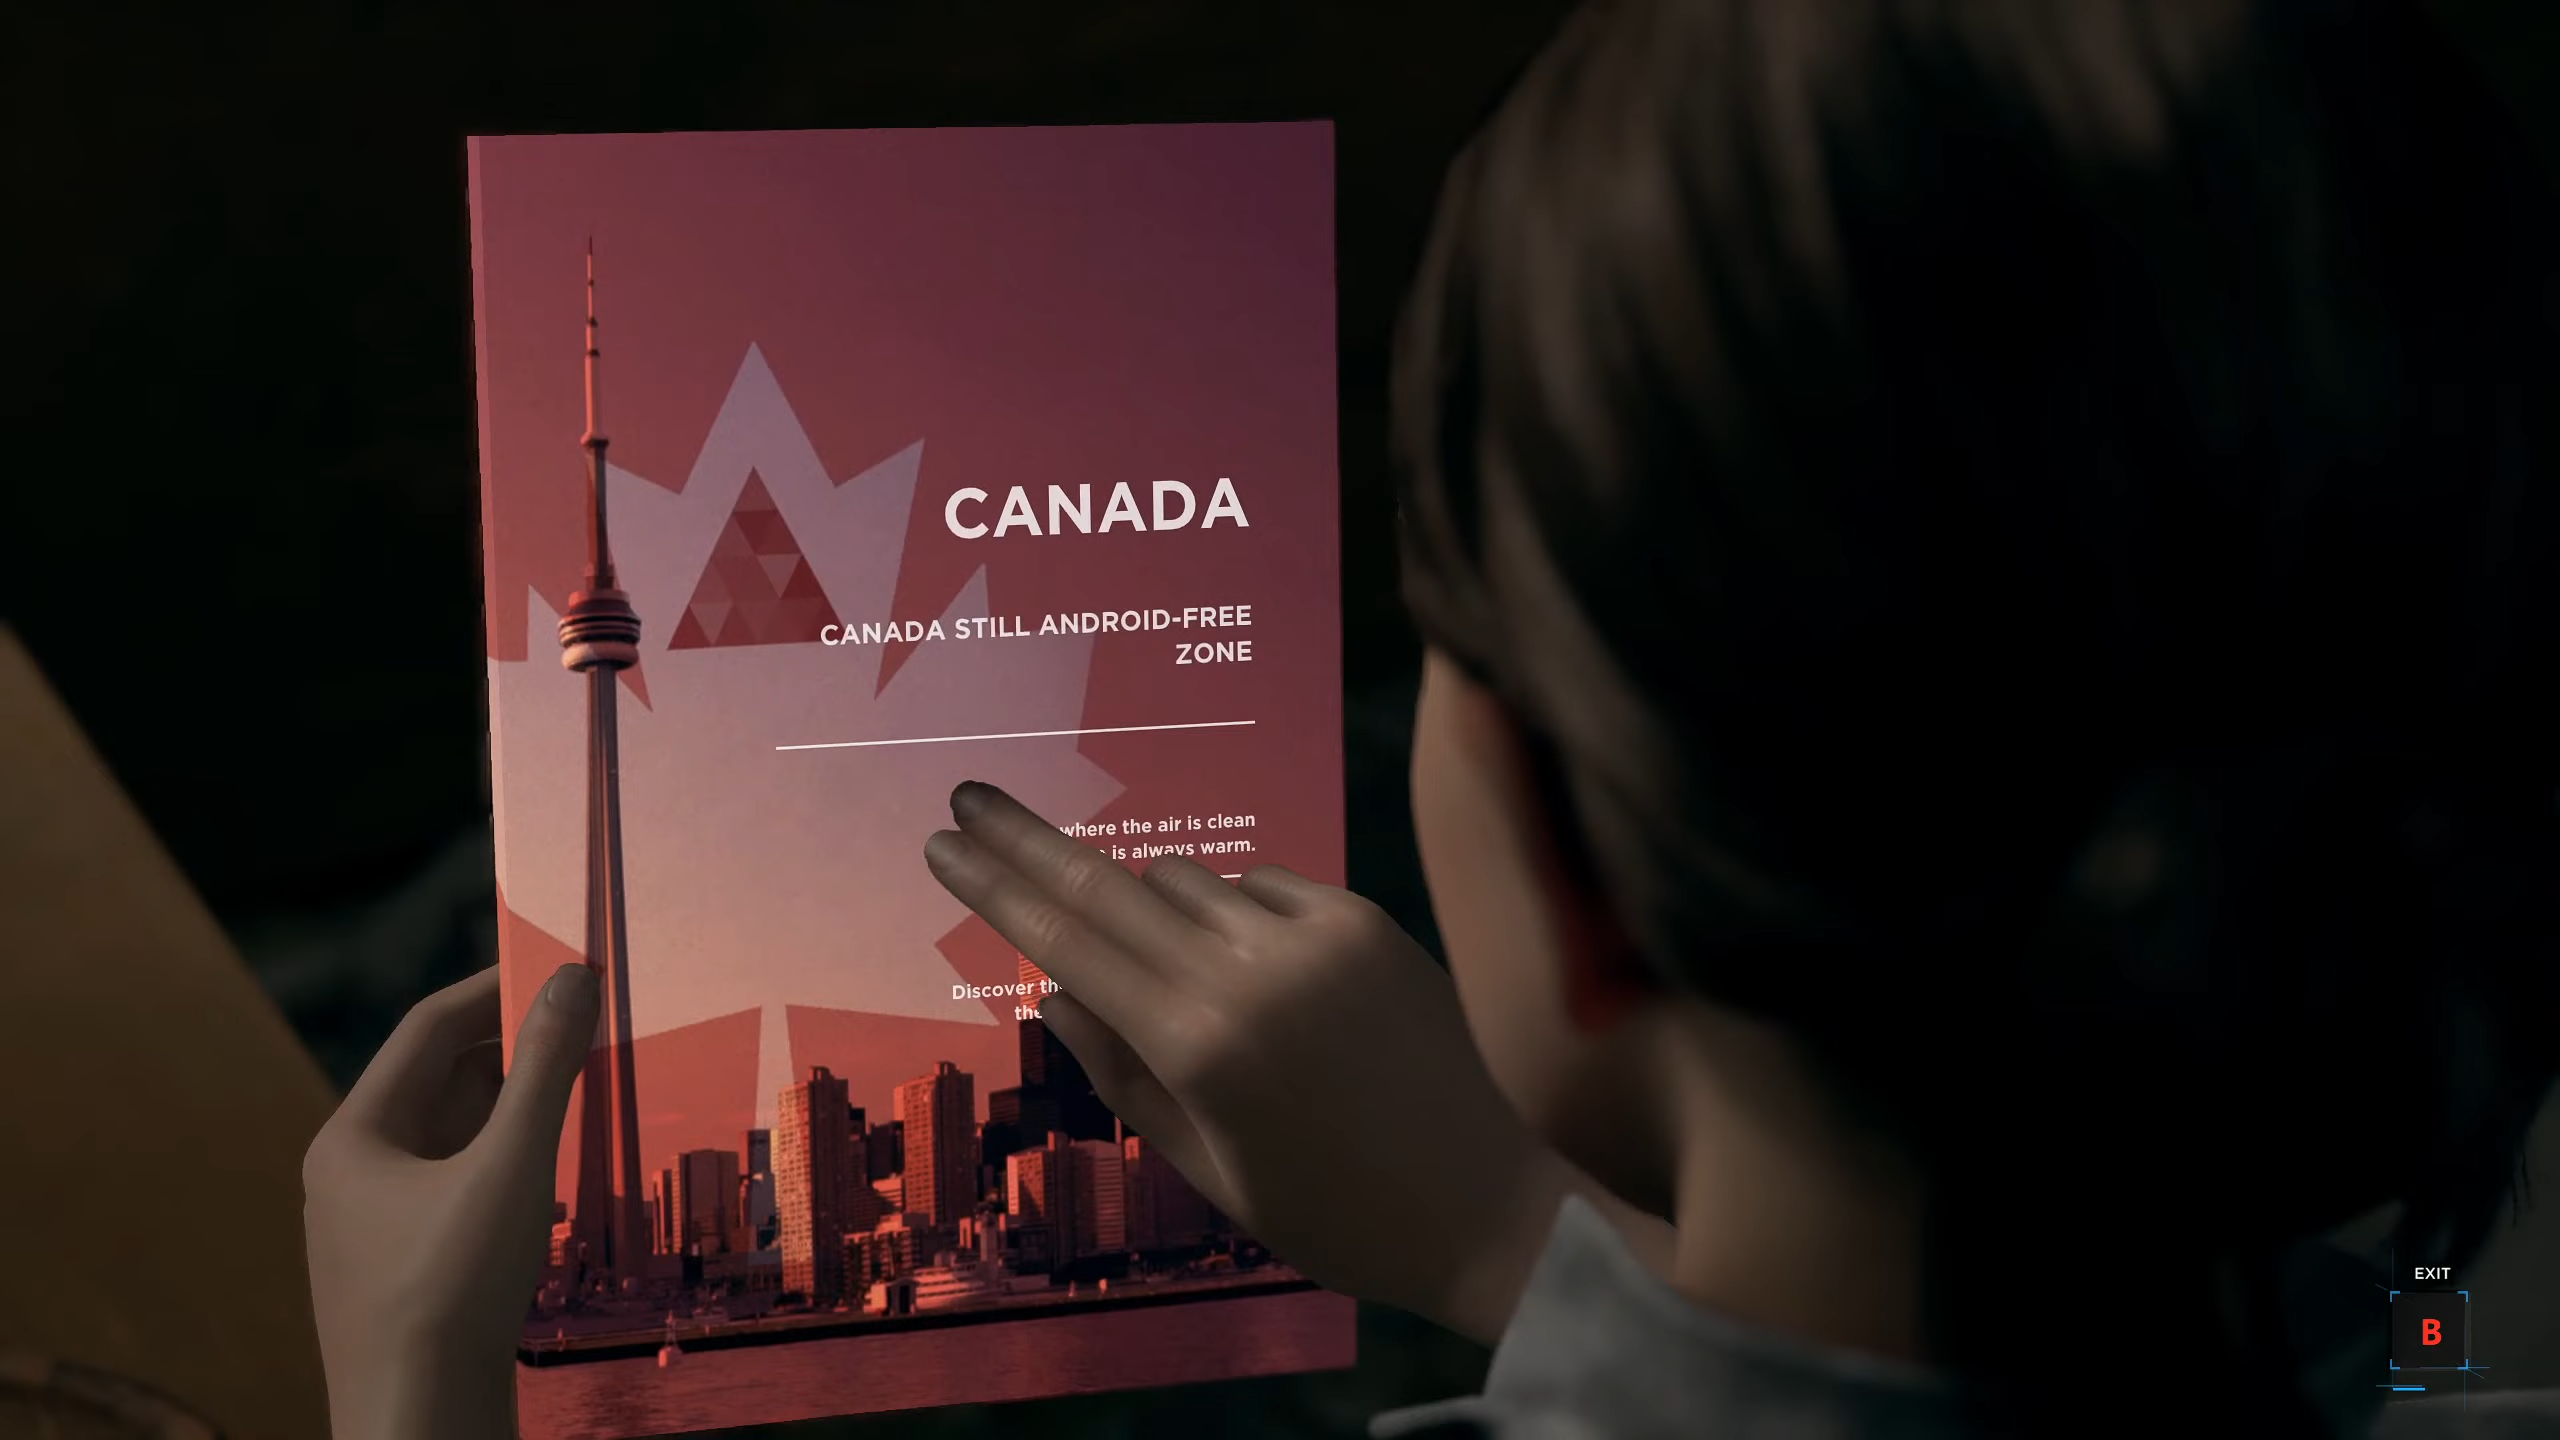 CANADA
CANADA STILL ANDROID-FREE
ZONE
where the air is clean
is always warm.
Discover
EXIT
B